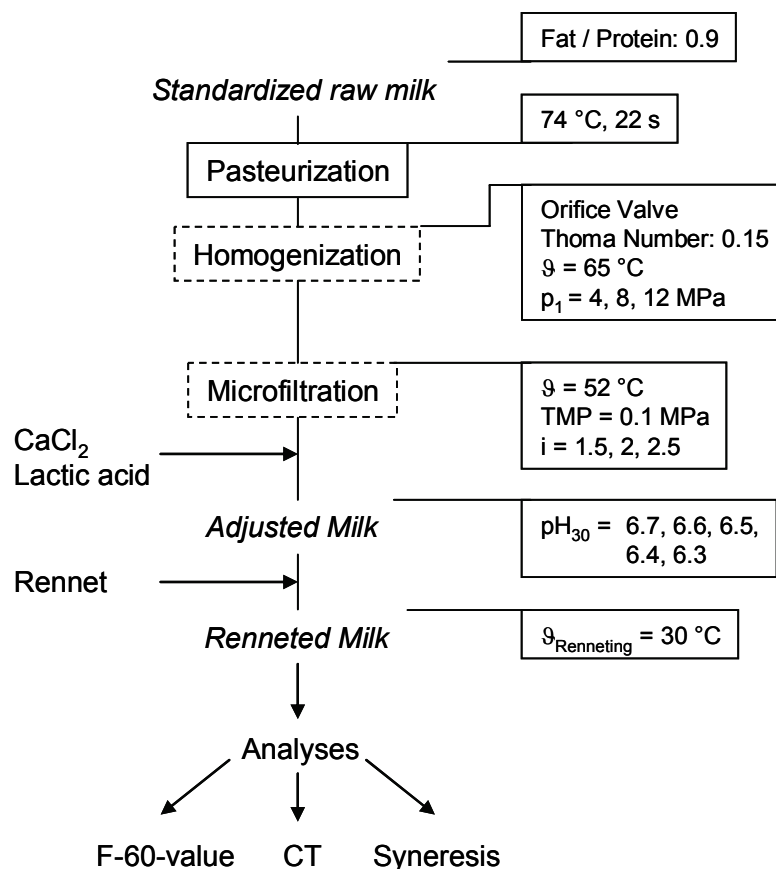 Fat / Protein: 0.9
Standardized raw milk
74 °C, 22 s
Pasteurization
Orifice Valve
Thoma Number: 0.15
ϑ = 65 °C
p₁ = 4, 8, 12 MPa
Homogenization
ϑ = 52 °C
TMP = 0.1 MPa
i = 1.5, 2, 2.5
Microfiltration
CaCl₂
Lactic acid
pH₃₀ = 6.7, 6.6, 6.5,
6.4, 6.3
Adjusted Milk
Rennet
ϑRenneting = 30 °C
Renneted Milk
Analyses
F-60-value CT Syneresis